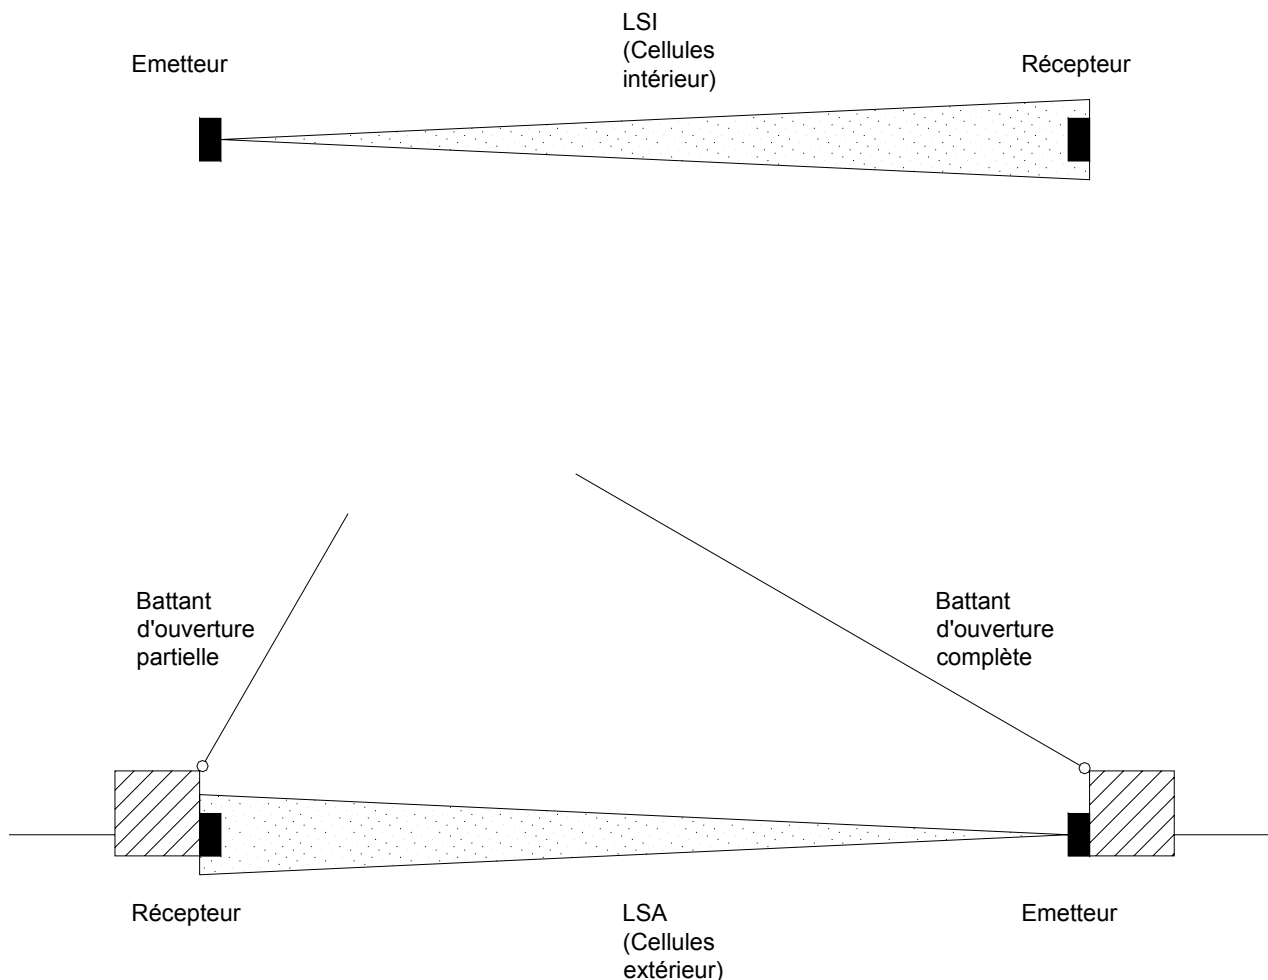 LSI
(Cellules
intérieur)
Emetteur
Récepteur
Battant
d'ouverture
partielle
Battant
d'ouverture
complète
Récepteur
LSA
(Cellules
extérieur)
Emetteur